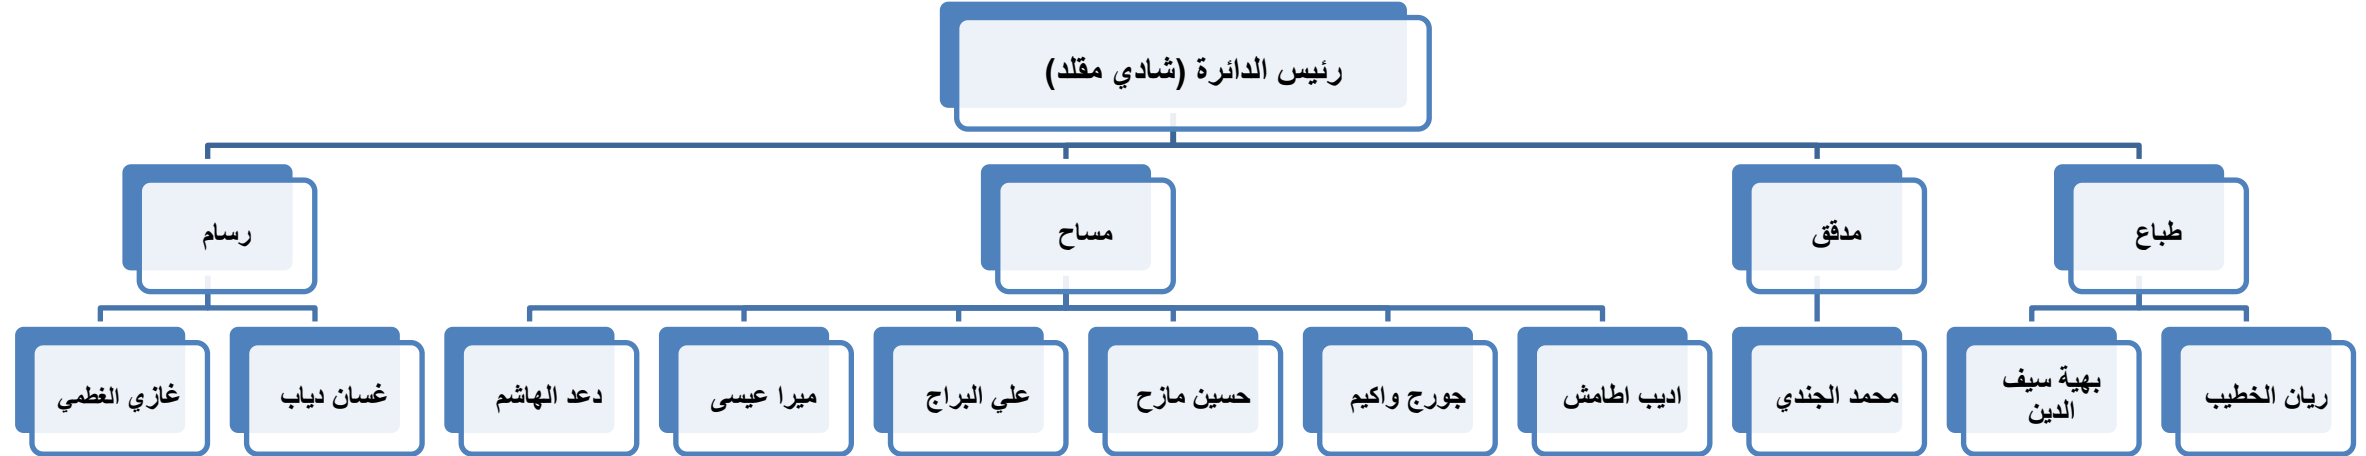 رئيس الدائرة (شادي مقلد)
طباع
مدقق
مساح
رسام
ريان الخطيب
بهية سيف
الدين
محمد الجندي
اديب اطامش
جورج واكيم
حسين مازح
علي البراج
ميرا عيسى
دعد الهاشم
غسان دياب
غازي الغطمي